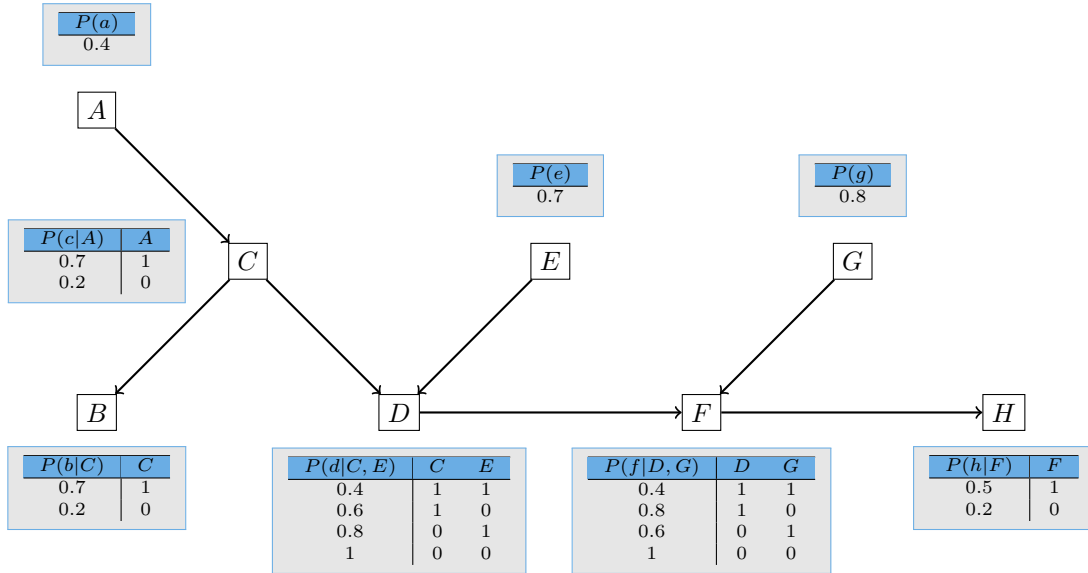 P(a)
0.4
A
P(e)
0.7
P(g)
0.8
P(c|A) A
0.7 1
0.2 0
C
E
G
B
D
F
H
P(b|C) C
0.7 1
0.2 0
P(d|C, E) C E
0.4 1 1
0.6 1 0
0.8 0 1
1 0 0
P(f|D, G) D G
0.4 1 1
0.8 1 0
0.6 0 1
1 0 0
P(h|F) F
0.5 1
0.2 0